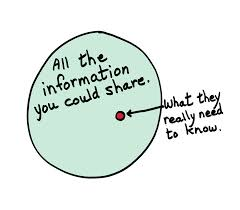 All the
information
you could share.
What they
really need
to know.